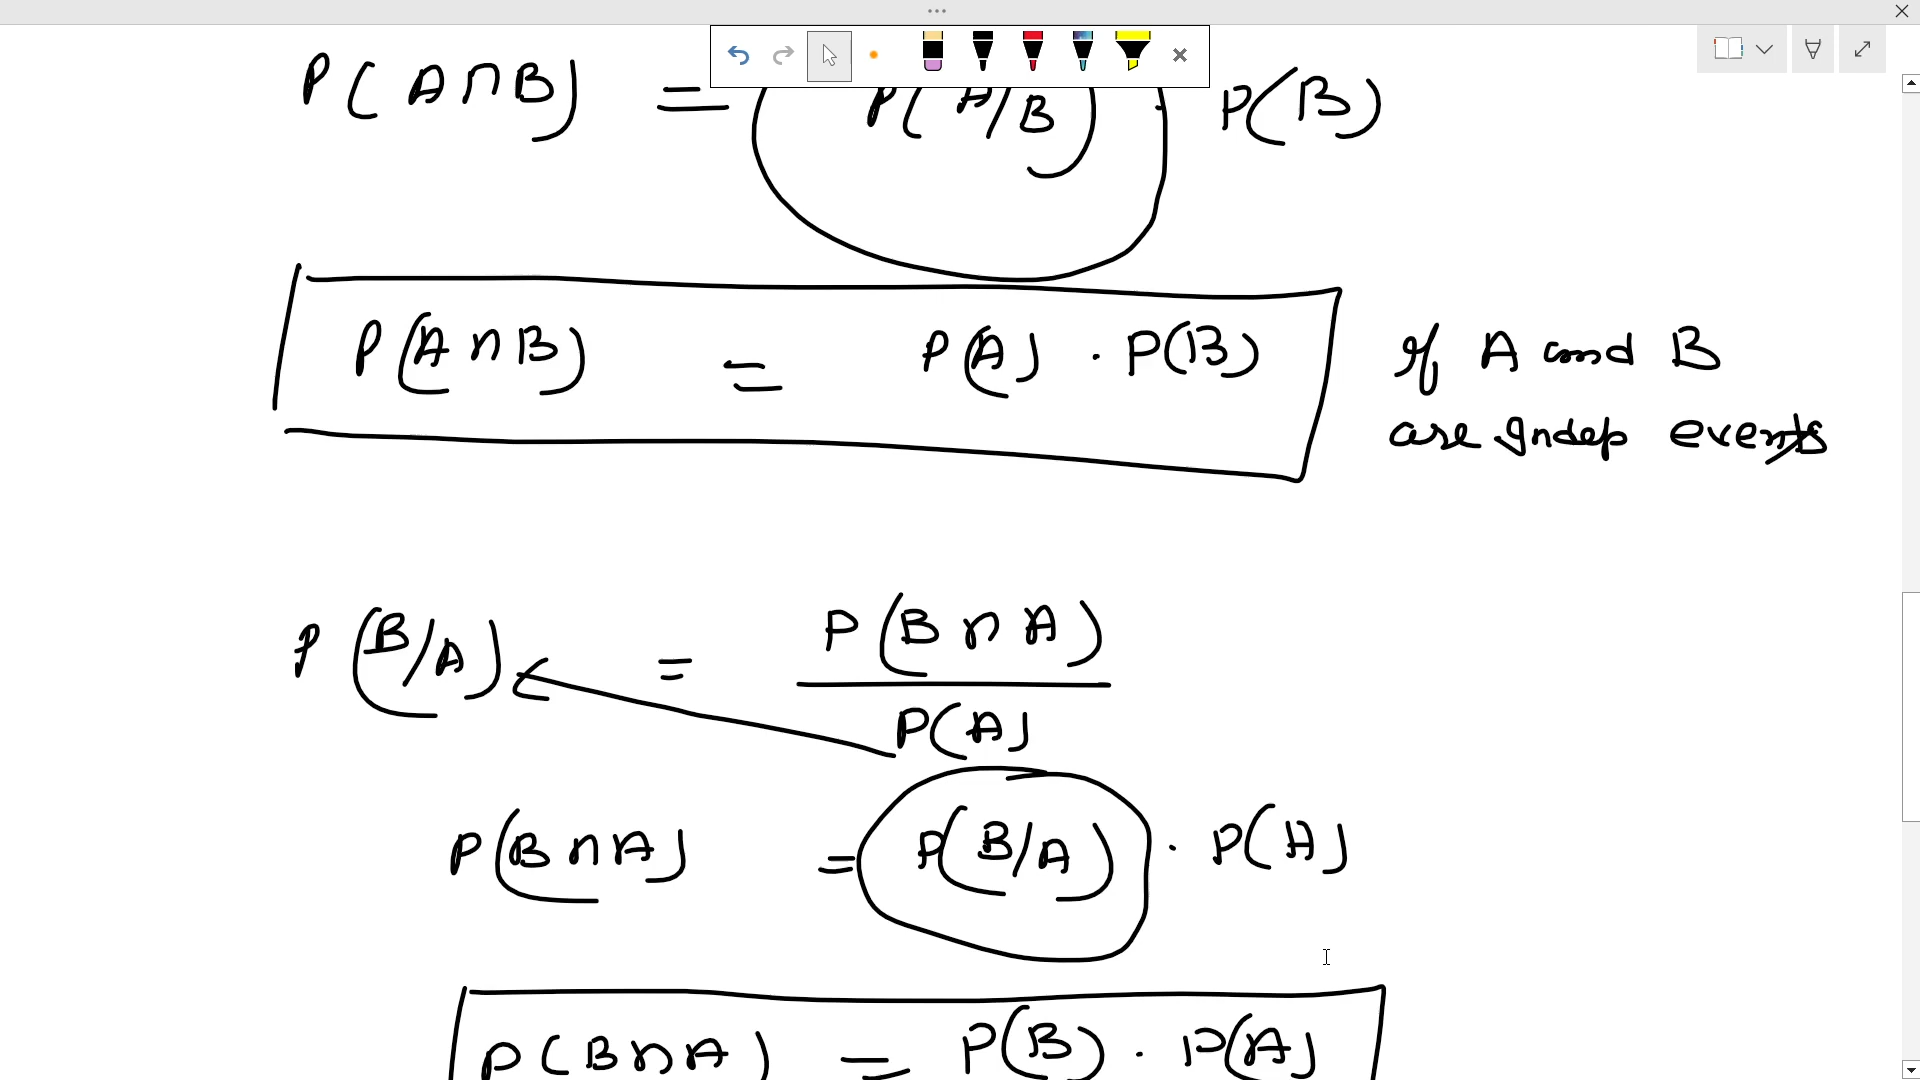 P(A∩B) = P(A/B) . P(B)
P(A∩B) = P(A) . P(B) if A and B
are Indep events
P(B/A) = P(B∩A)
P(A)
P(B∩A) = P(B/A) . P(A)
P(B∩A) = P(B) . P(A)